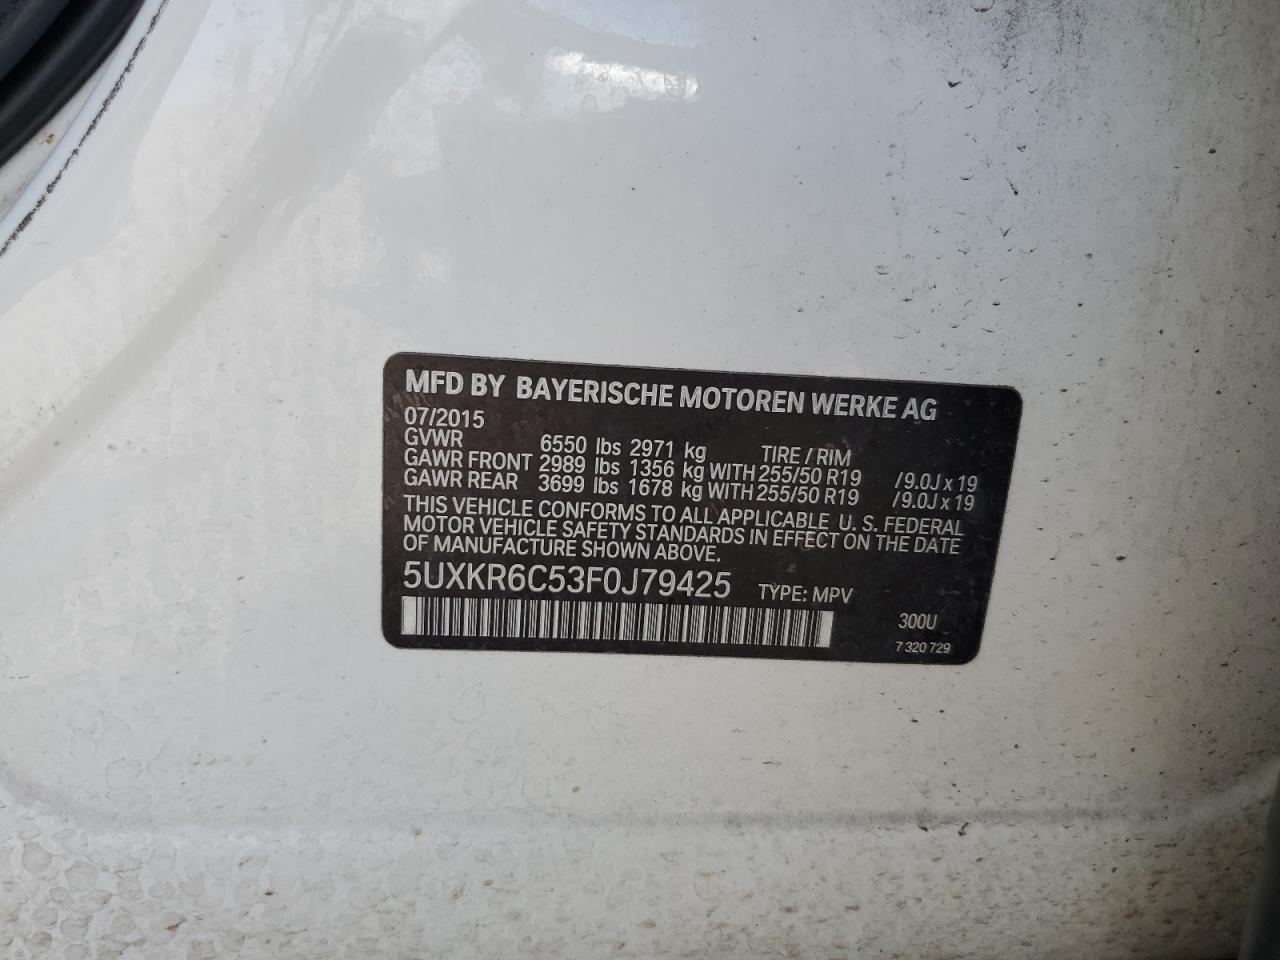 MFD BY BAYERISCHE MOTOREN WERKE AG
07/2015
GVWR 6550 lbs 2971 kg TIRE / RIM
GAWR FRONT 2989 lbs 1356 kg WITH 255/50 R19 /9.0J x 19
GAWR REAR 3699 lbs 1678 kg WITH 255/50 R19 /9.0J x 19
THIS VEHICLE CONFORMS TO ALL APPLICABLE U. S. FEDERAL
MOTOR VEHICLE SAFETY STANDARDS IN EFFECT ON THE DATE
OF MANUFACTURE SHOWN ABOVE.
5UXKR6C53F0J79425 TYPE: MPV
300U
7 320 729